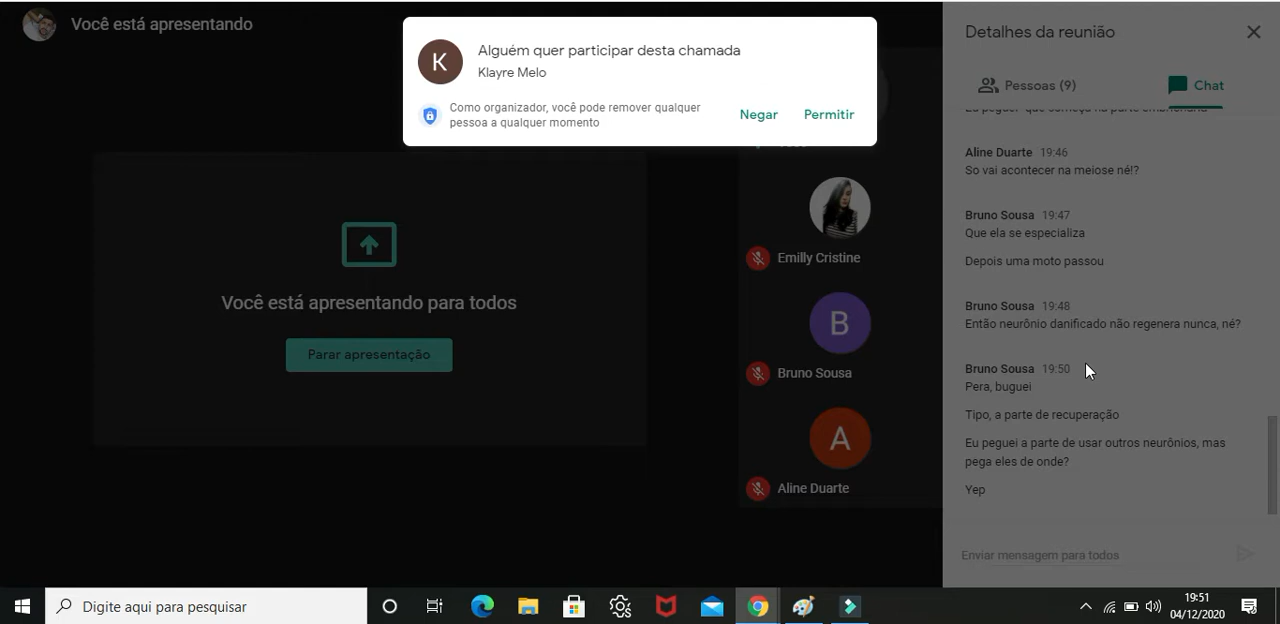 Você está apresentando
K
Alguém quer participar desta chamada
Klayre Melo
Como organizador, você pode remover qualquer
pessoa a qualquer momento
Negar
Permitir
Você está apresentando para todos
Parar apresentação
Emilly Cristine
B
Bruno Sousa
A
Aline Duarte
Detalhes da reunião
Pessoas (9)
Chat
Aline Duarte 19:46
So vai acontecer na meiose né!?
Bruno Sousa 19:47
Que ela se especializa
Depois uma moto passou
Bruno Sousa 19:48
Então neurônio danificado não regenera nunca, né?
Bruno Sousa 19:50
Pera, buguei
Tipo, a parte de recuperação
Eu peguei a parte de usar outros neurônios, mas
pega eles de onde?
Yep
Enviar mensagem para todos
Digite aqui para pesquisar
19:51
04/12/2020